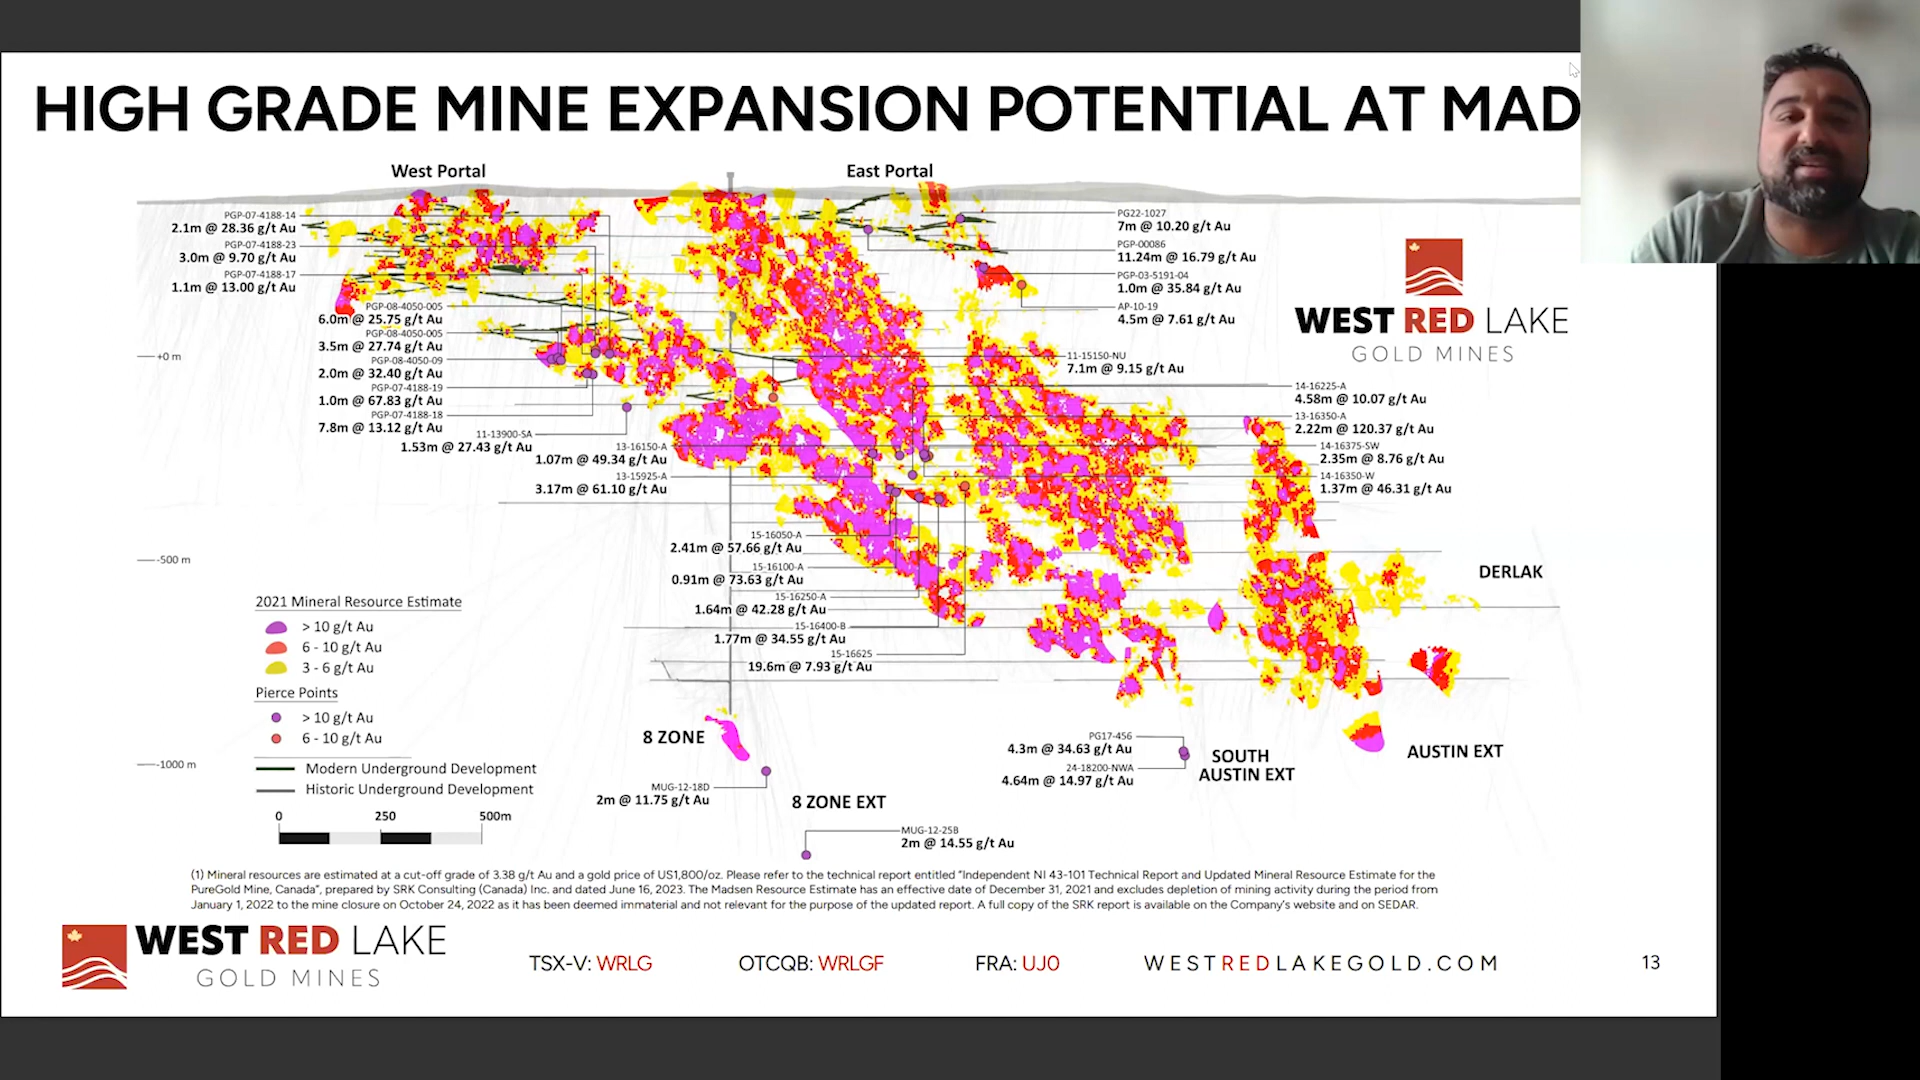 HIGH GRADE MINE EXPANSION POTENTIAL AT MAD
West Portal
East Portal
PGP-07-4188-14
2.1m @ 28.36 g/t Au
PGP-07-4188-23
3.0m @ 9.70 g/t Au
PGP-07-4188-17
1.1m @ 13.00 g/t Au
PGP-08-4050-005
6.0m @ 25.75 g/t Au
PGP-08-4050-005
3.5m @ 27.74 g/t Au
PGP-08-4050-09
2.0m @ 32.40 g/t Au
PGP-07-4188-19
1.0m @ 67.83 g/t Au
PGP-07-4188-18
7.8m @ 13.12 g/t Au
11-13900-SA
1.53m @ 27.43 g/t Au
13-16150-A
1.07m @ 49.34 g/t Au
13-15925-A
3.17m @ 61.10 g/t Au
15-16050-A
2.41m @ 57.66 g/t Au
15-16100-A
0.91m @ 73.63 g/t Au
15-16250-A
1.64m @ 42.28 g/t Au
15-16400-B
1.77m @ 34.55 g/t Au
15-16625
19.6m @ 7.93 g/t Au
PG22-1027
7m @ 10.20 g/t Au
PGP-00086
11.24m @ 16.79 g/t Au
PGP-03-5191-04
1.0m @ 35.84 g/t Au
AP-10-19
4.5m @ 7.61 g/t Au
11-15150-NU
7.1m @ 9.15 g/t Au
14-16225-A
4.58m @ 10.07 g/t Au
13-16350-A
2.22m @ 120.37 g/t Au
14-16375-SW
2.35m @ 8.76 g/t Au
14-16350-W
1.37m @ 46.31 g/t Au
WEST RED LAKE
GOLD MINES
+0 m
-500 m
-1000 m
DERLAK
2021 Mineral Resource Estimate
> 10 g/t Au
6 - 10 g/t Au
3 - 6 g/t Au
Pierce Points
> 10 g/t Au
6 - 10 g/t Au
Modern Underground Development
Historic Underground Development
0 250 500m
8 ZONE
MUG-12-18D
2m @ 11.75 g/t Au
8 ZONE EXT
MUG-12-25B
2m @ 14.55 g/t Au
PG17-456
4.3m @ 34.63 g/t Au
24-18200-NWA
4.64m @ 14.97 g/t Au
SOUTH
AUSTIN EXT
AUSTIN EXT
(1) Mineral resources are estimated at a cut-off grade of 3.38 g/t Au and a gold price of US1,800/oz. Please refer to the technical report entitled “Independent NI 43-101 Technical Report and Updated Mineral Resource Estimate for the
PureGold Mine, Canada”, prepared by SRK Consulting (Canada) Inc. and dated June 16, 2023. The Madsen Resource Estimate has an effective date of December 31, 2021 and excludes depletion of mining activity during the period from
January 1, 2022 to the mine closure on October 24, 2022 as it has been deemed immaterial and not relevant for the purpose of the updated report. A full copy of the SRK report is available on the Company's website and on SEDAR.
WEST RED LAKE
GOLD MINES
TSX-V: WRLG
OTCQB: WRLGF
FRA: UJ0
WESTREDLAKEGOLD.COM
13